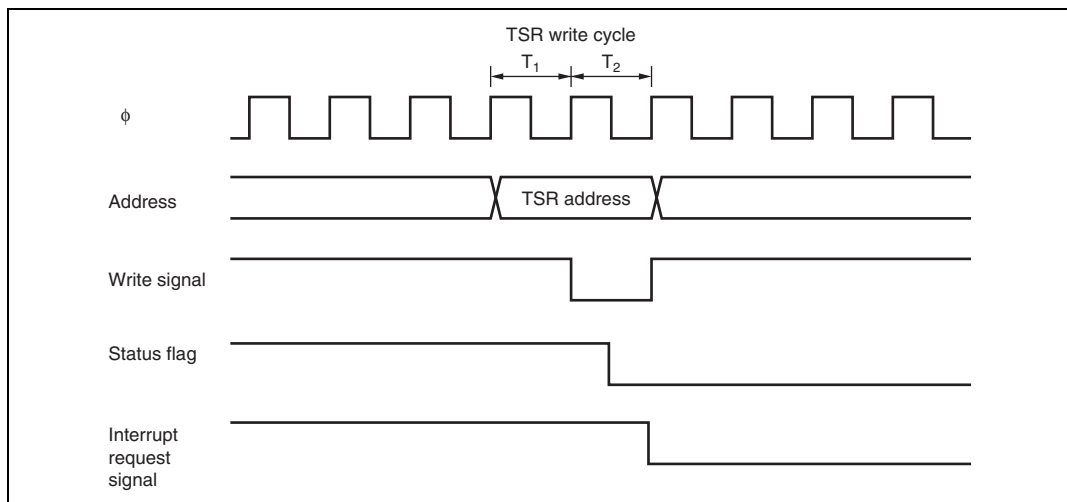 TSR write cycle
T₁ T₂
ϕ
Address
TSR address
Write signal
Status flag
Interrupt
request
signal